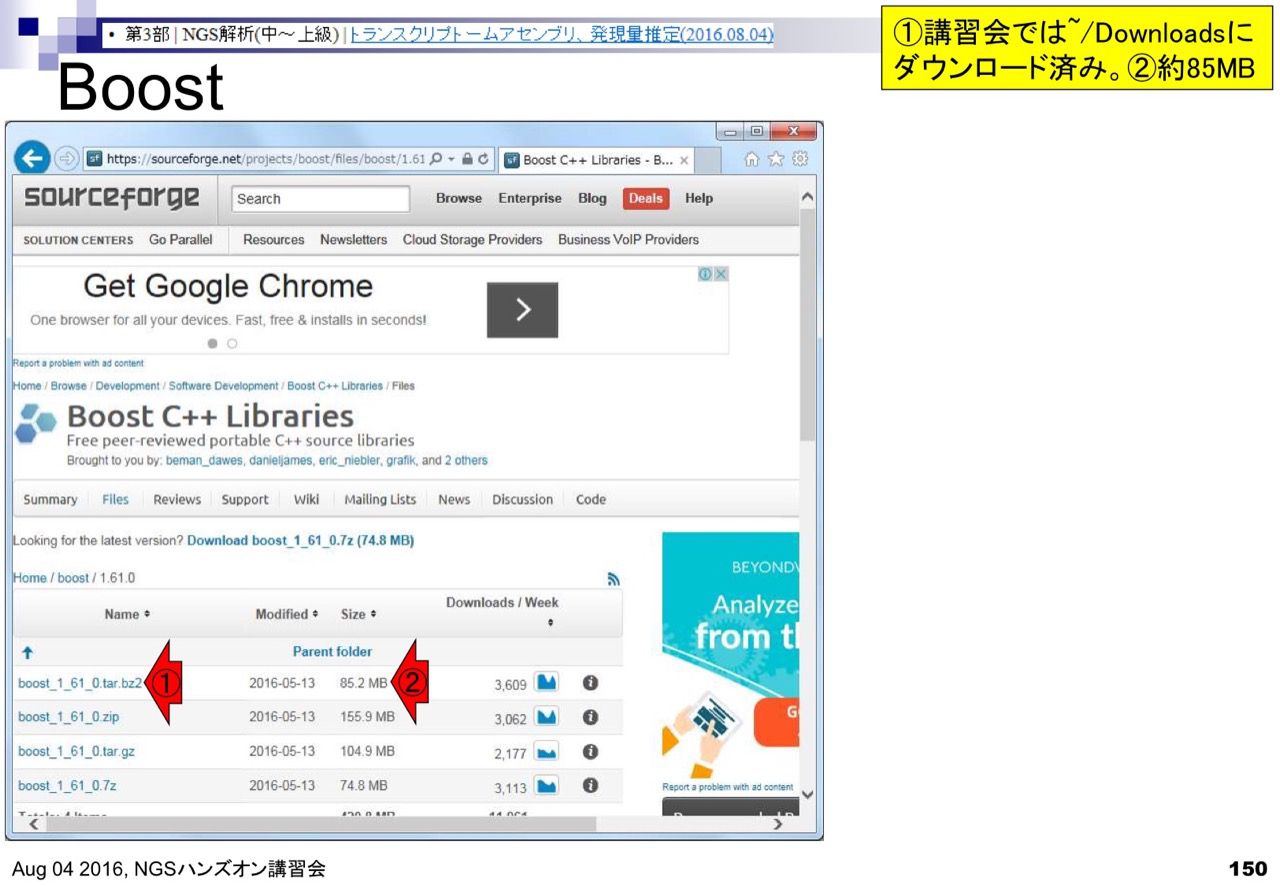 • 第3部 | NGS解析(中～上級) | トランスクリプトームアセンブリ、発現量推定(2016.08.04)
①講習会では~/Downloadsに
ダウンロード済み。②約85MB
Boost
https://sourceforge.net/projects/boost/files/boost/1.61
Boost C++ Libraries - B...
sourceforge
Search
Browse Enterprise Blog Deals Help
SOLUTION CENTERS Go Parallel Resources Newsletters Cloud Storage Providers Business VoIP Providers
Get Google Chrome
One browser for all your devices. Fast, free & installs in seconds!
Report a problem with ad content
Home / Browse / Development / Software Development / Boost C++ Libraries / Files
Boost C++ Libraries
Free peer-reviewed portable C++ source libraries
Brought to you by: beman_dawes, danieljames, eric_niebler, grafik, and 2 others
Summary Files Reviews Support Wiki Mailing Lists News Discussion Code
Looking for the latest version? Download boost_1_61_0.7z (74.8 MB)
Home / boost / 1.61.0
Name Modified Size Downloads / Week
Parent folder
boost_1_61_0.tar.bz2 ① 2016-05-13 85.2 MB ② 3,609
boost_1_61_0.zip 2016-05-13 155.9 MB 3,062
boost_1_61_0.tar.gz 2016-05-13 104.9 MB 2,177
boost_1_61_0.7z 2016-05-13 74.8 MB 3,113
BEYOND
Analyze
from th
G
Report a problem with ad content
Aug 04 2016, NGSハンズオン講習会
150